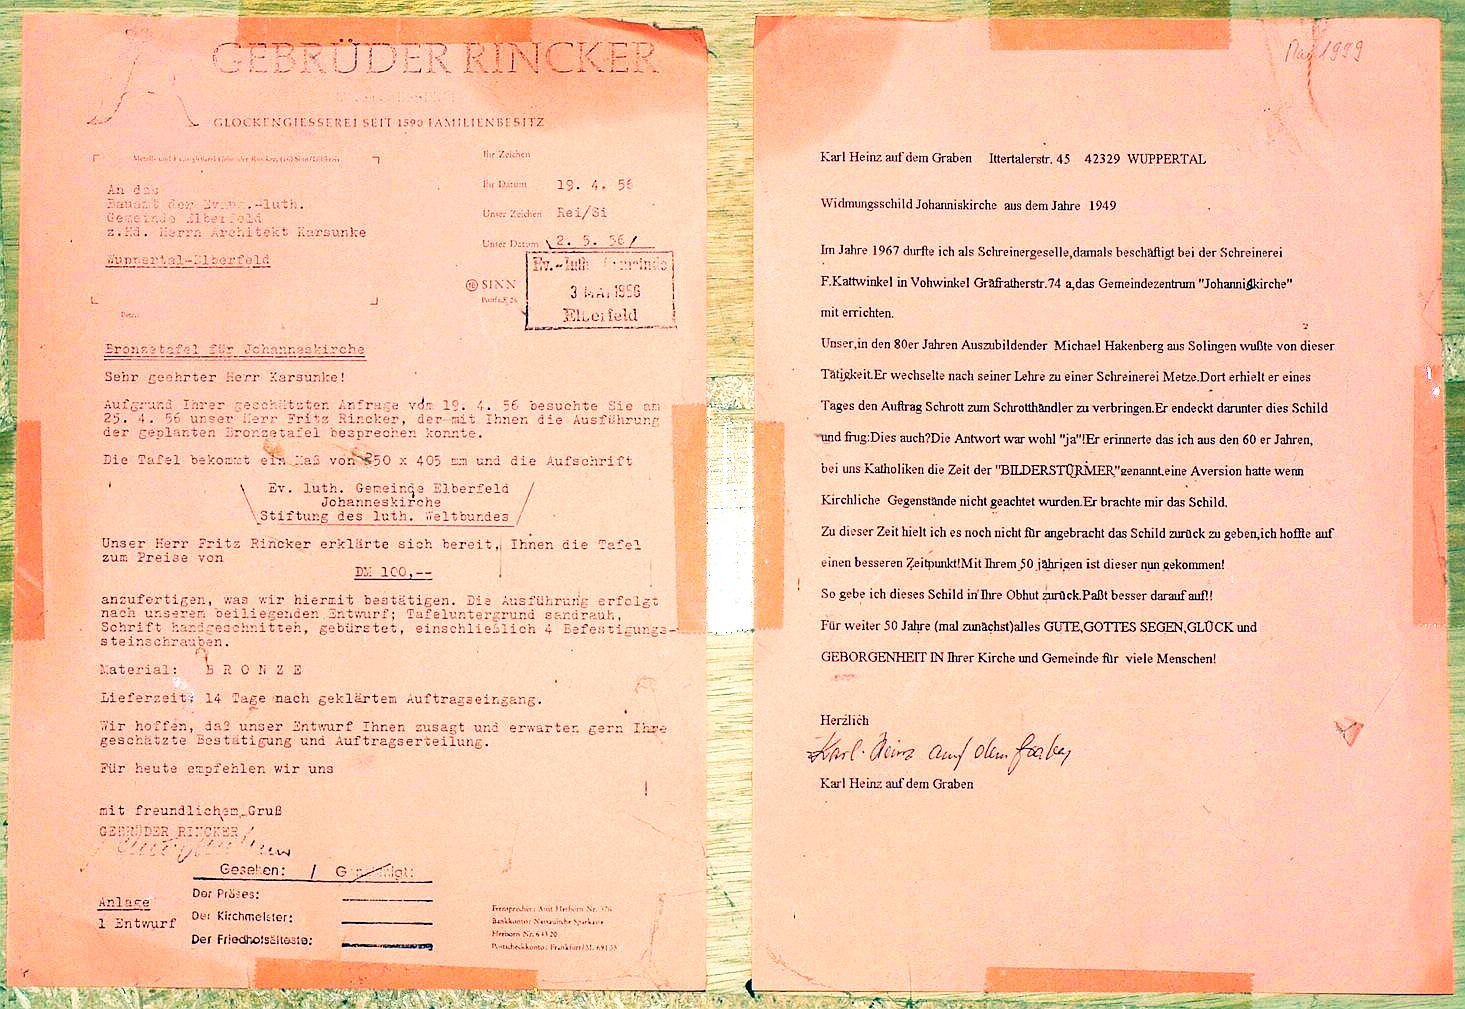 GEBRÜDER RINCKER
GLOCKENGIESSEREI SEIT 1590 FAMILIENBESITZ
Ihr Zeichen
Ihr Datum 19. 4. 56
Unser Zeichen Rei/Si
Unser Datum 2. 5. 56
SINN
An das
Bauamt der Evang.-luth.
Gemeinde Elberfeld
z.Hd. Herrn Architekt Karsunke
Wuppertal-Elberfeld
Ev.-luth. Gemeinde
3 MAI 1956
Elberfeld
Bronzetafel für Johanneskirche
Sehr geehrter Herr Karsunke!
Aufgrund Ihrer geschätzten Anfrage vom 19. 4. 56 besuchte Sie am
25. 4. 56 unser Herr Fritz Rincker, der mit Ihnen die Ausführung
der geplanten Bronzetafel besprechen konnte.
Die Tafel bekommt ein Maß von 350 x 405 mm und die Aufschrift
Ev. luth. Gemeinde Elberfeld
Johanneskirche
Stiftung des luth. Weltbundes
Unser Herr Fritz Rincker erklärte sich bereit, Ihnen die Tafel
zum Preise von
DM 100,--
anzufertigen, was wir hiermit bestätigen. Die Ausführung erfolgt
nach unserem beiliegenden Entwurf; Tafeluntergrund sandrauh,
Schrift handgeschnitten, gebürstet, einschließlich 4 Befestigungs-
steinschrauben.
Material: B R O N Z E
Lieferzeit: 14 Tage nach geklärtem Auftragseingang.
Wir hoffen, daß unser Entwurf Ihnen zusagt und erwarten gern Ihre
geschätzte Bestätigung und Auftragserteilung.
Für heute empfehlen wir uns
mit freundlichem Gruß
GEBRÜDER RINCKER
Gesehen: / Genehmigt:
Der Präses:
Der Kirchmeister:
Der Friedhofsälteste:
Anlage
1 Entwurf
Fernsprecher: Amt Herborn Nr.
Bankkonto: Nassauische Sparkasse
Postscheckkonto: Frankfurt/M.
Mai 1999
Karl Heinz auf dem Graben Ittertalerstr. 45 42329 WUPPERTAL
Widmungsschild Johanniskirche aus dem Jahre 1949
Im Jahre 1967 durfte ich als Schreinergeselle,damals beschäftigt bei der Schreinerei
F.Kattwinkel in Vohwinkel Gräfratherstr.74 a,das Gemeindezentrum "Johanniskirche"
mit errichten.
Unser,in den 80er Jahren Auszubildender Michael Hakenberg aus Solingen wußte von dieser
Tätigkeit.Er wechselte nach seiner Lehre zu einer Schreinerei Metze.Dort erhielt er eines
Tages den Auftrag Schrott zum Schrotthändler zu verbringen.Er endeckt darunter dies Schild
und frug:Dies auch?Die Antwort war wohl "ja"!Er erinnerte das ich aus den 60 er Jahren,
bei uns Katholiken die Zeit der "BILDERSTÜRMER"genannt.eine Aversion hatte wenn
Kirchliche Gegenstände nicht geachtet wurden.Er brachte mir das Schild.
Zu dieser Zeit hielt ich es noch nicht für angebracht das Schild zurück zu geben,ich hoffte auf
einen besseren Zeitpunkt!Mit Ihrem 50 jährigen ist dieser nun gekommen!
So gebe ich dieses Schild in Ihre Obhut zurück.Paßt besser darauf auf!!
Für weiter 50 Jahre (mal zunächst)alles GUTE,GOTTES SEGEN,GLÜCK und
GEBORGENHEIT IN Ihrer Kirche und Gemeinde für viele Menschen!
Herzlich
Karl-Heinz auf dem Graben
Karl Heinz auf dem Graben